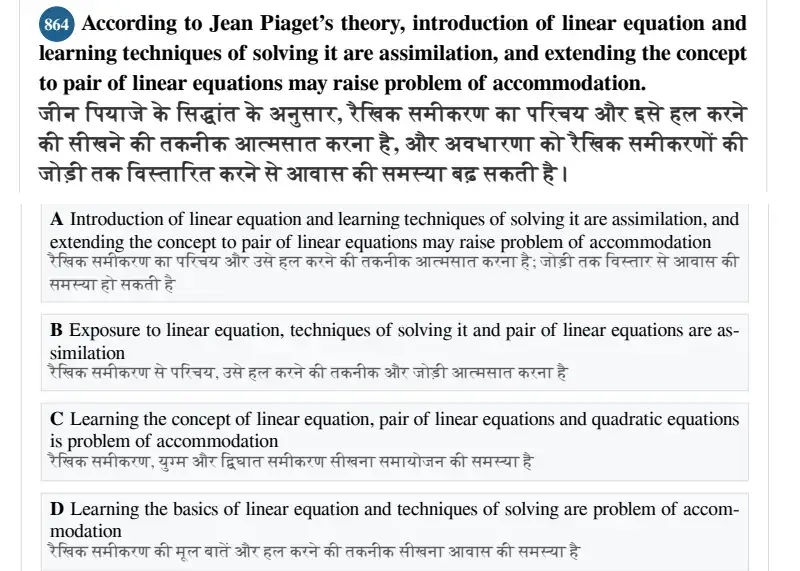 864 According to Jean Piaget's theory, introduction of linear equation and
learning techniques of solving it are assimilation, and extending the concept
to pair of linear equations may raise problem of accommodation.
जीन पियाजे के सिद्धांत के अनुसार, रैखिक समीकरण का परिचय और इसे हल करने
की सीखने की तकनीक आत्मसात करना है, और अवधारणा को रैखिक समीकरणों की
जोड़ी तक विस्तारित करने से आवास की समस्या बढ़ सकती है।
A Introduction of linear equation and learning techniques of solving it are assimilation, and
extending the concept to pair of linear equations may raise problem of accommodation
रैखिक समीकरण का परिचय और उसे हल करने की तकनीक आत्मसात करना है; जोड़ी तक विस्तार से आवास की
समस्या हो सकती है
B Exposure to linear equation, techniques of solving it and pair of linear equations are as-
similation
रैखिक समीकरण से परिचय, उसे हल करने की तकनीक और जोड़ी आत्मसात करना है
C Learning the concept of linear equation, pair of linear equations and quadratic equations
is problem of accommodation
रैखिक समीकरण, युग्म और द्विघात समीकरण सीखना समायोजन की समस्या है
D Learning the basics of linear equation and techniques of solving are problem of accom-
modation
रैखिक समीकरण की मूल बातें और हल करने की तकनीक सीखना आवास की समस्या है